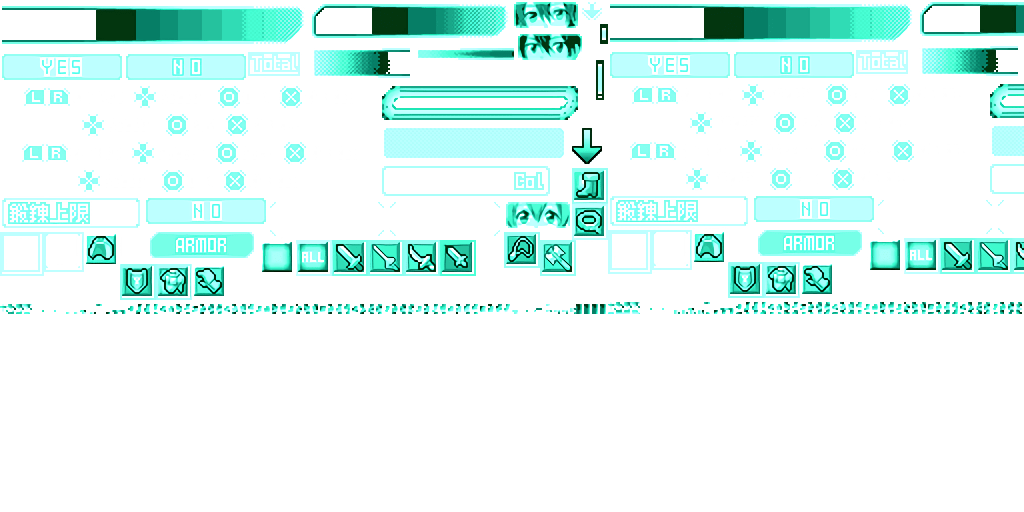 YES NO Total YES NO Total
L R L R
L R L R
Col
鍛錬上限 NO 鍛錬上限 NO
ARMOR ARMOR
ALL ALL